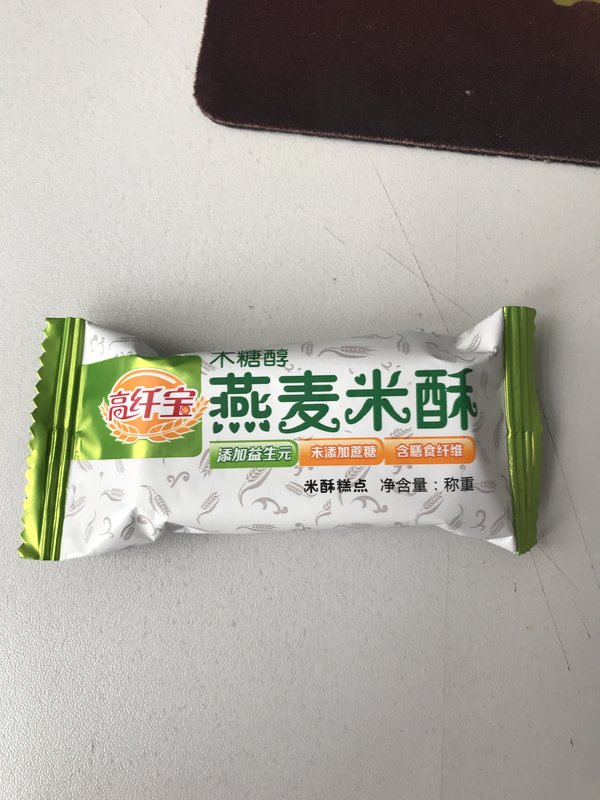 木糖醇
高纤宝
燕麦米酥
添加益生元 未添加蔗糖 含膳食纤维
米酥糕点 净含量：称重